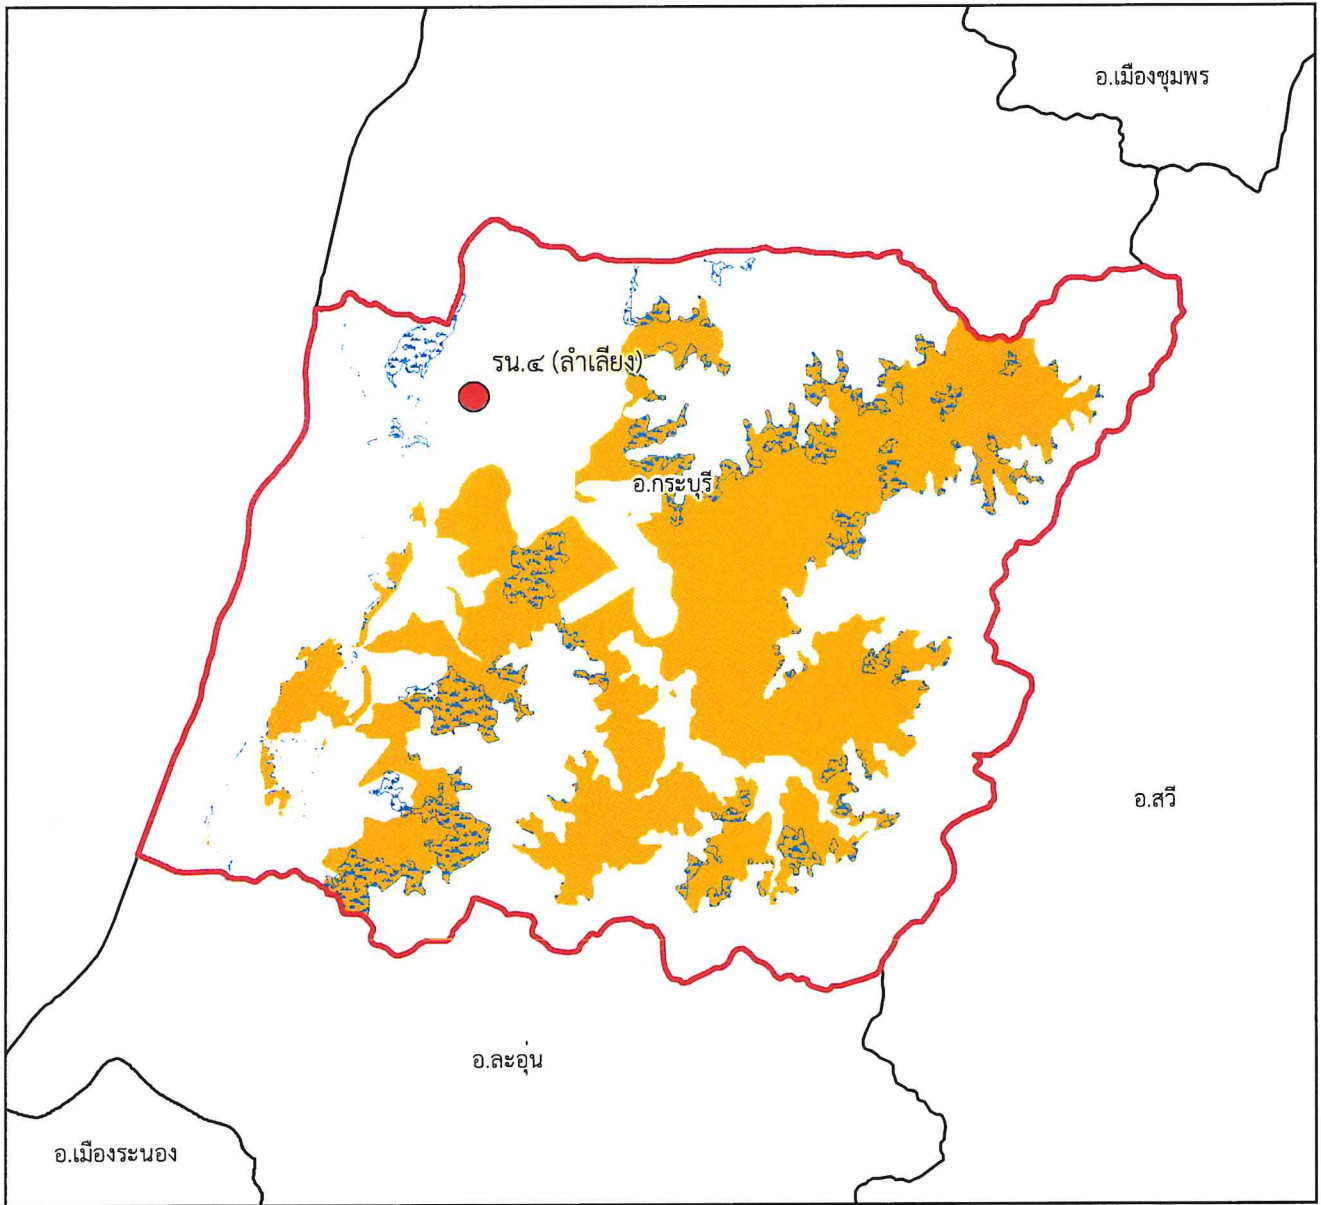 อ.เมืองชุมพร
รน.๔ (ลำเลียง)
อ.กระบุรี
อ.สวี
อ.ละอุ่น
อ.เมืองระนอง